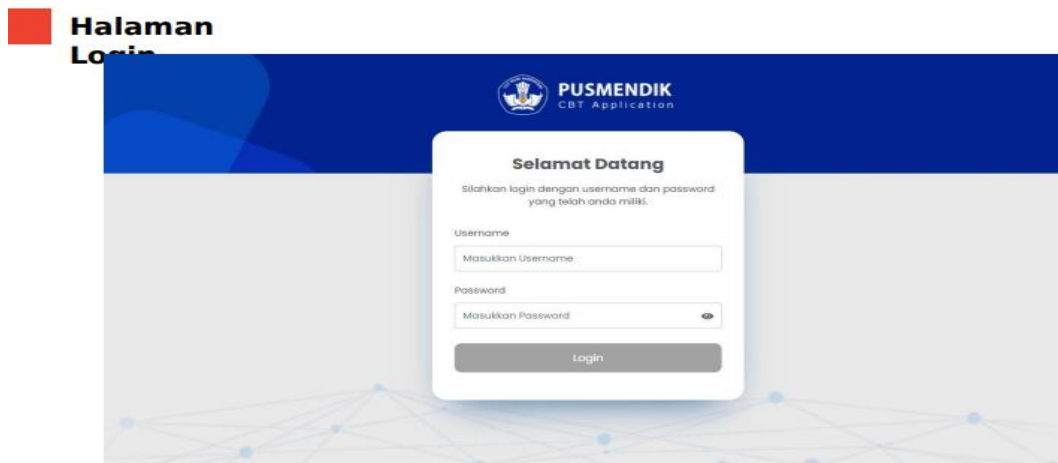 Halaman
Login
PUSMENDIK
CBT Application
Selamat Datang
Silahkan login dengan username dan password
yang telah anda miliki.
Username
Masukkan Username
Password
Masukkan Password
Login